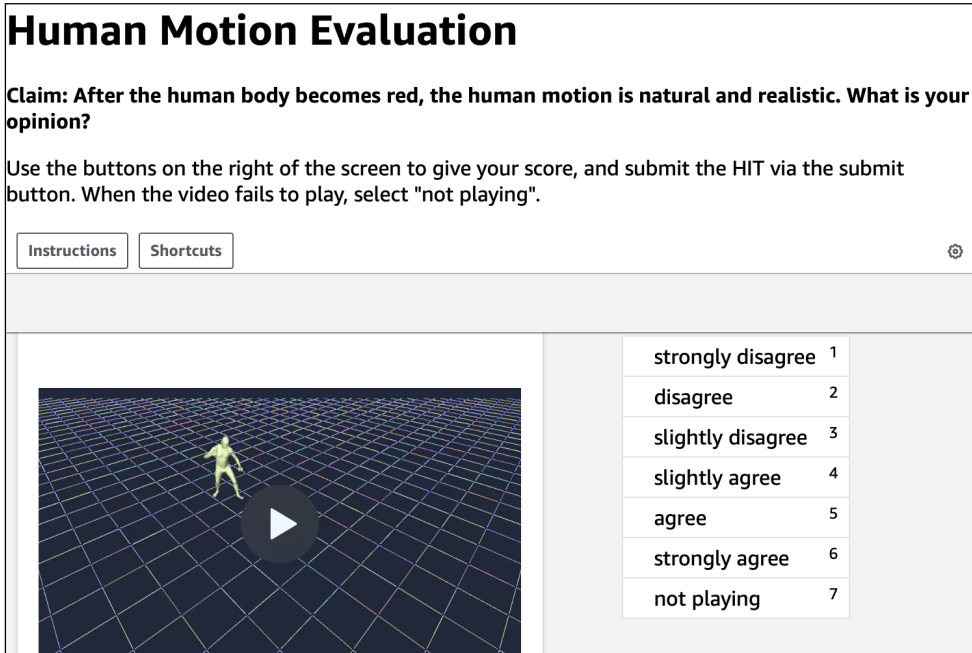 Human Motion Evaluation
Claim: After the human body becomes red, the human motion is natural and realistic. What is your
opinion?
Use the buttons on the right of the screen to give your score, and submit the HIT via the submit
button. When the video fails to play, select "not playing".
Instructions Shortcuts
strongly disagree 1
disagree 2
slightly disagree 3
slightly agree 4
agree 5
strongly agree 6
not playing 7